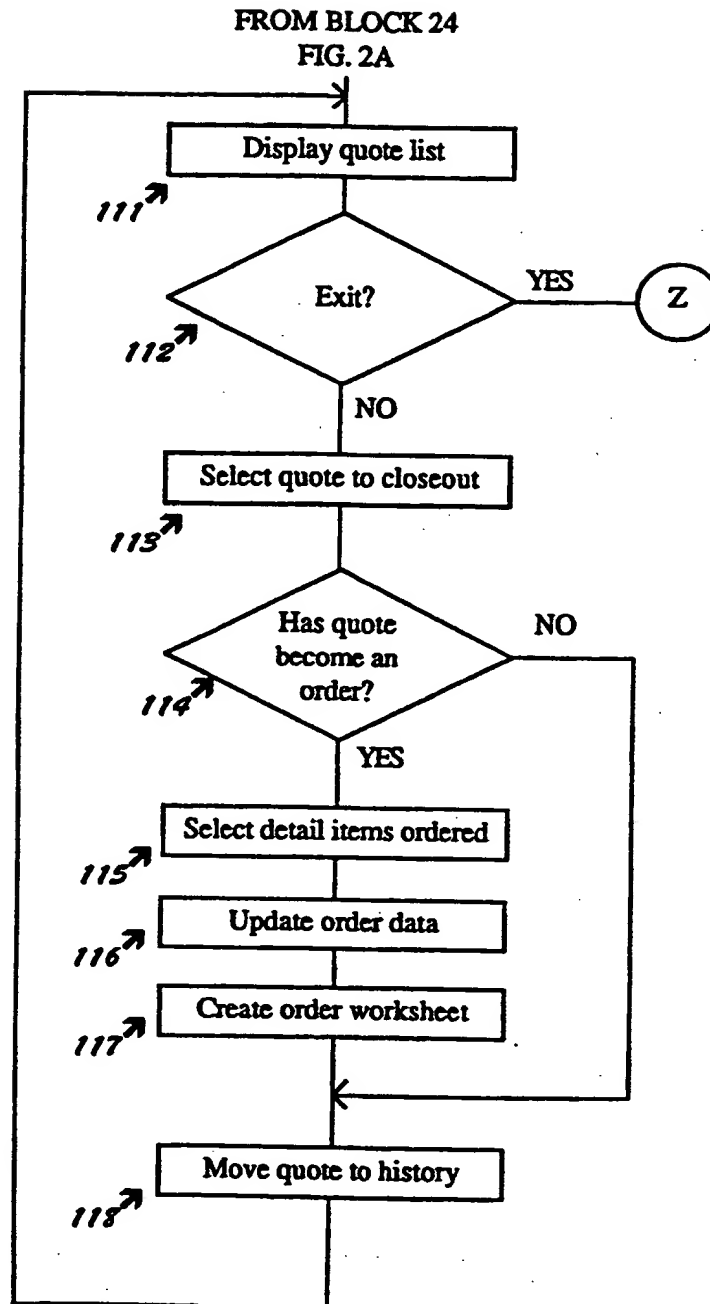 FROM BLOCK 24
FIG. 2A
Display quote list
111
Exit?
YES
Z
112
NO
Select quote to closeout
113
Has quote
become an
order?
NO
114
YES
Select detail items ordered
115
Update order data
116
Create order worksheet
117
Move quote to history
118